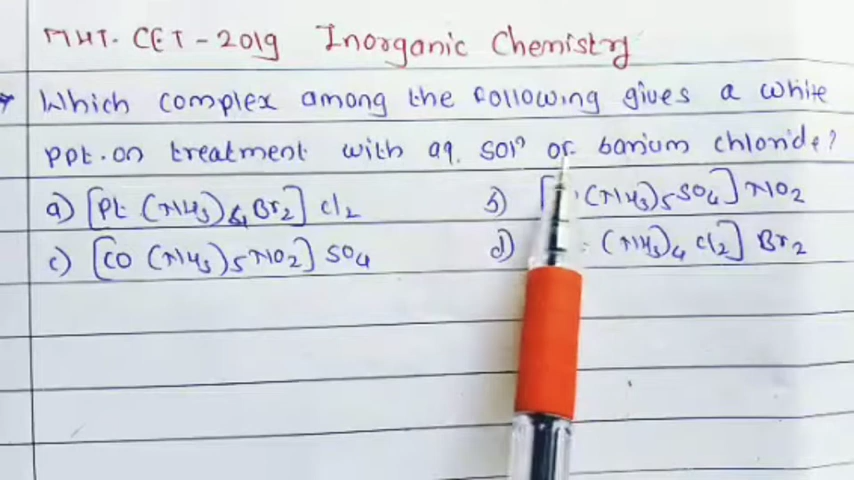 MHT-CET-2019 Inorganic Chemistry
Which complex among the following gives a white
ppt. on treatment with aq. solⁿ of barium chloride?
a) [Pt (NH₃)₄ Br₂] Cl₂ b) [ (NH₃)₅ SO₄] NO₂
c) [CO (NH₃)₅ NO₂] SO₄ d) (NH₃)₄ Cl₂] Br₂